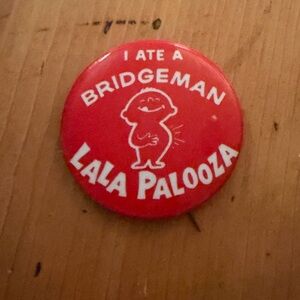 I ATE A
BRIDGEMAN
LALA PALOOZA